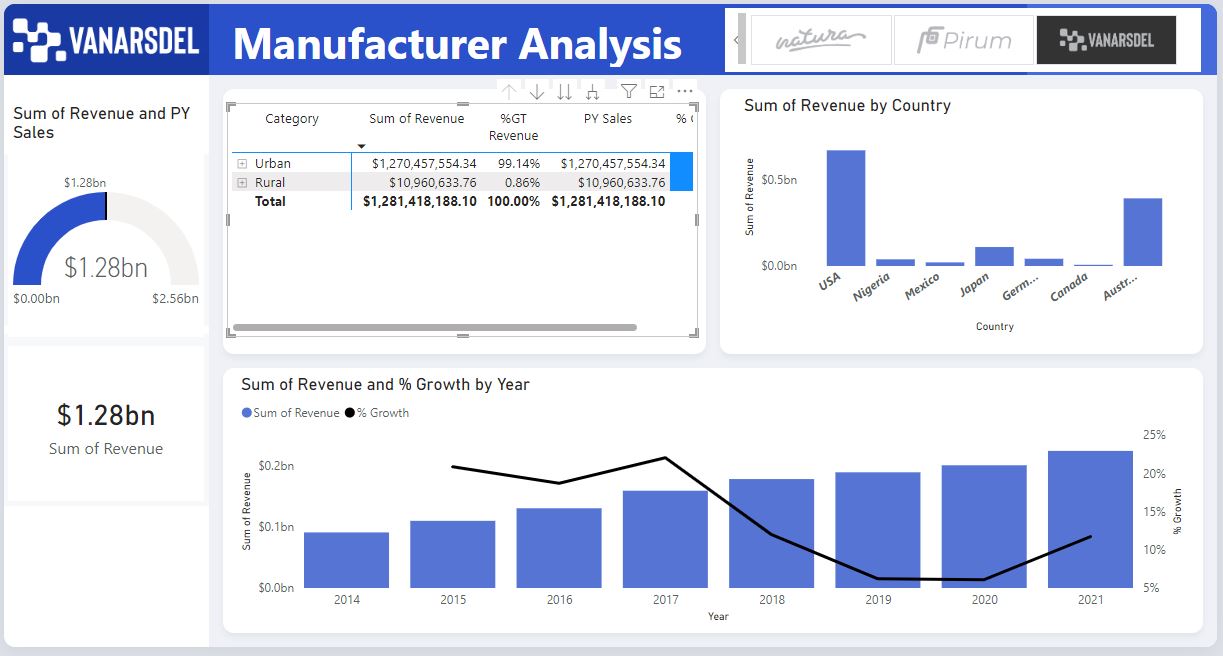 VANARSDEL
Manufacturer Analysis
natura
Pirum
VANARSDEL
Sum of Revenue and PY
Sales
$1.28bn
$1.28bn
$0.00bn
$2.56bn
$1.28bn
Sum of Revenue
Category Sum of Revenue %GT PY Sales %
Revenue
Urban $1,270,457,554.34 99.14% $1,270,457,554.34
Rural $10,960,633.76 0.86% $10,960,633.76
Total $1,281,418,188.10 100.00% $1,281,418,188.10
Sum of Revenue by Country
Sum of Revenue
$0.5bn
$0.0bn
USA
Nigeria
Mexico
Japan
Germ...
Canada
Austr...
Country
Sum of Revenue and % Growth by Year
Sum of Revenue % Growth
Sum of Revenue
$0.2bn
$0.1bn
$0.0bn
25%
20%
15%
10%
5%
% Growth
2014 2015 2016 2017 2018 2019 2020 2021
Year